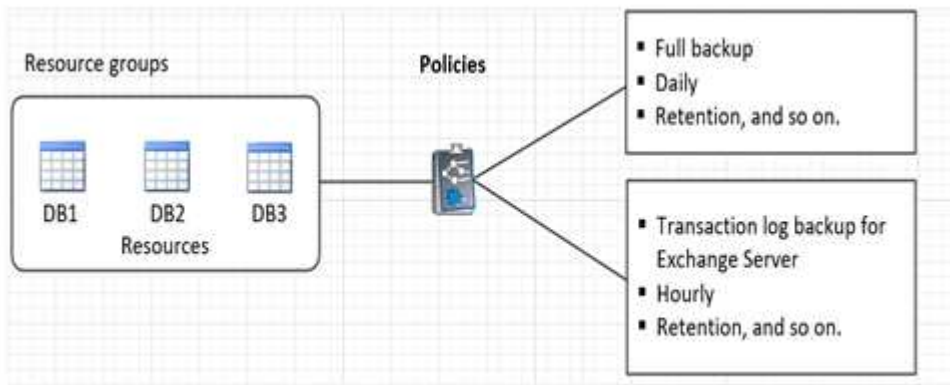 Resource groups
DB1 DB2 DB3
Resources
Policies
▪ Full backup
▪ Daily
▪ Retention, and so on.
▪ Transaction log backup for
Exchange Server
▪ Hourly
▪ Retention, and so on.